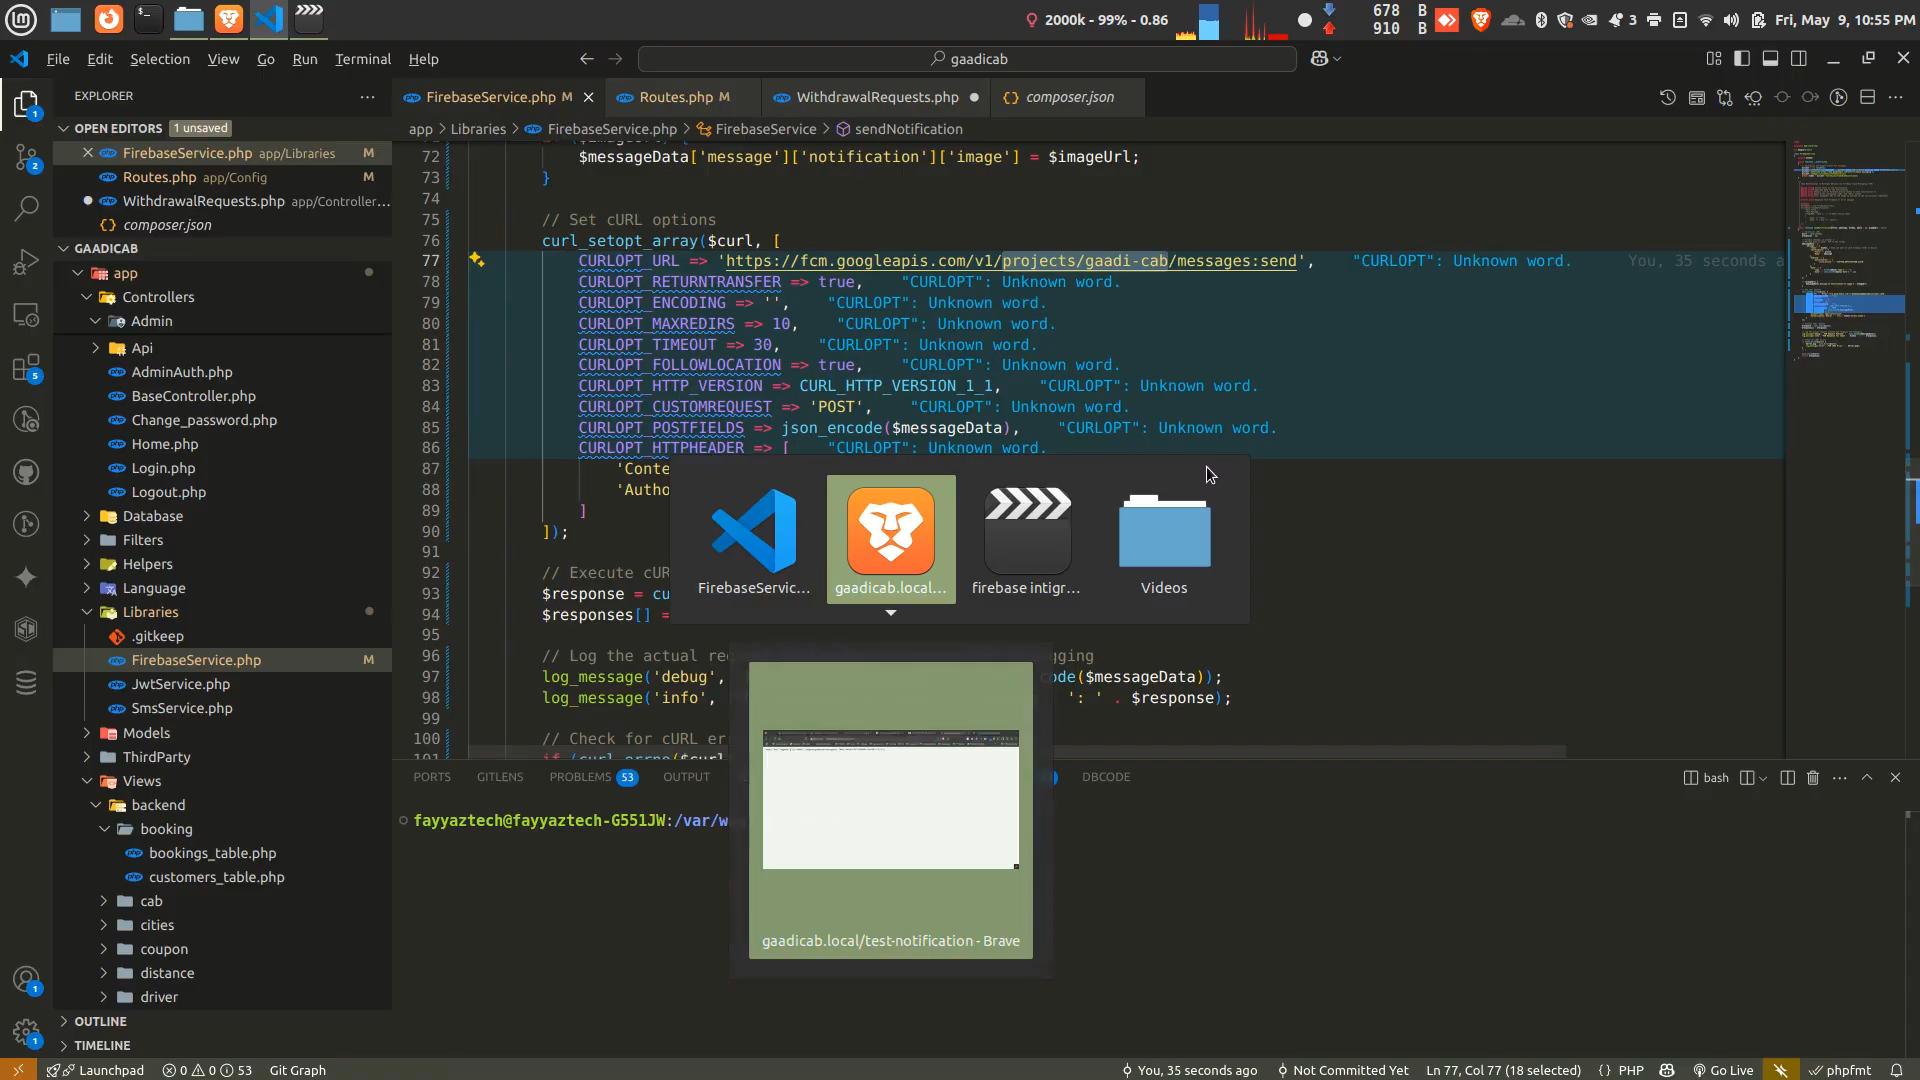 2000k - 99% - 0.86
678 B
910 B
3
Fri, May 9, 10:55 PM
File Edit Selection View Go Run Terminal Help
gaadicab
EXPLORER
FirebaseService.php M
Routes.php M
WithdrawalRequests.php
composer.json
OPEN EDITORS 1 unsaved
app > Libraries > FirebaseService.php > FirebaseService > sendNotification
FirebaseService.php app/Libraries M
Routes.php app/Config M
WithdrawalRequests.php app/Controller...
composer.json
GAADICAB
app
Controllers
Admin
Api
AdminAuth.php
BaseController.php
Change_password.php
Home.php
Login.php
Logout.php
Database
Filters
Helpers
Language
Libraries
.gitkeep
FirebaseService.php M
JwtService.php
SmsService.php
Models
ThirdParty
Views
backend
booking
bookings_table.php
customers_table.php
cab
cities
coupon
distance
driver
OUTLINE
TIMELINE
72 $messageData['message']['notification']['image'] = $imageUrl;
73 }
74
75 // Set cURL options
76 curl_setopt_array($curl, [
77 CURLOPT_URL => 'https://fcm.googleapis.com/v1/projects/gaadi-cab/messages:send', "CURLOPT": Unknown word. You, 35 seconds a
78 CURLOPT_RETURNTRANSFER => true, "CURLOPT": Unknown word.
79 CURLOPT_ENCODING => '', "CURLOPT": Unknown word.
80 CURLOPT_MAXREDIRS => 10, "CURLOPT": Unknown word.
81 CURLOPT_TIMEOUT => 30, "CURLOPT": Unknown word.
82 CURLOPT_FOLLOWLOCATION => true, "CURLOPT": Unknown word.
83 CURLOPT_HTTP_VERSION => CURL_HTTP_VERSION_1_1, "CURLOPT": Unknown word.
84 CURLOPT_CUSTOMREQUEST => 'POST', "CURLOPT": Unknown word.
85 CURLOPT_POSTFIELDS => json_encode($messageData), "CURLOPT": Unknown word.
86 CURLOPT_HTTPHEADER => [ "CURLOPT": Unknown word.
87 'Conte
88 'Autho
89 ]
90 ]);
91
92 // Execute cUR
93 $response = cu
94 $responses[] =
95
96 // Log the actual re gging
97 log_message('debug', ode($messageData));
98 log_message('info', ': ' . $response);
99
100 // Check for cURL er
FirebaseServic...
gaadicab.local...
firebase intigr...
Videos
gaadicab.local/test-notification - Brave
PORTS GITLENS PROBLEMS 53 OUTPUT DBCODE
bash
fayyaztech@fayyaztech-G551JW:/var/w
Launchpad 0 0 53 Git Graph
You, 35 seconds ago Not Committed Yet Ln 77, Col 77 (18 selected) { } PHP Go Live phpfmt